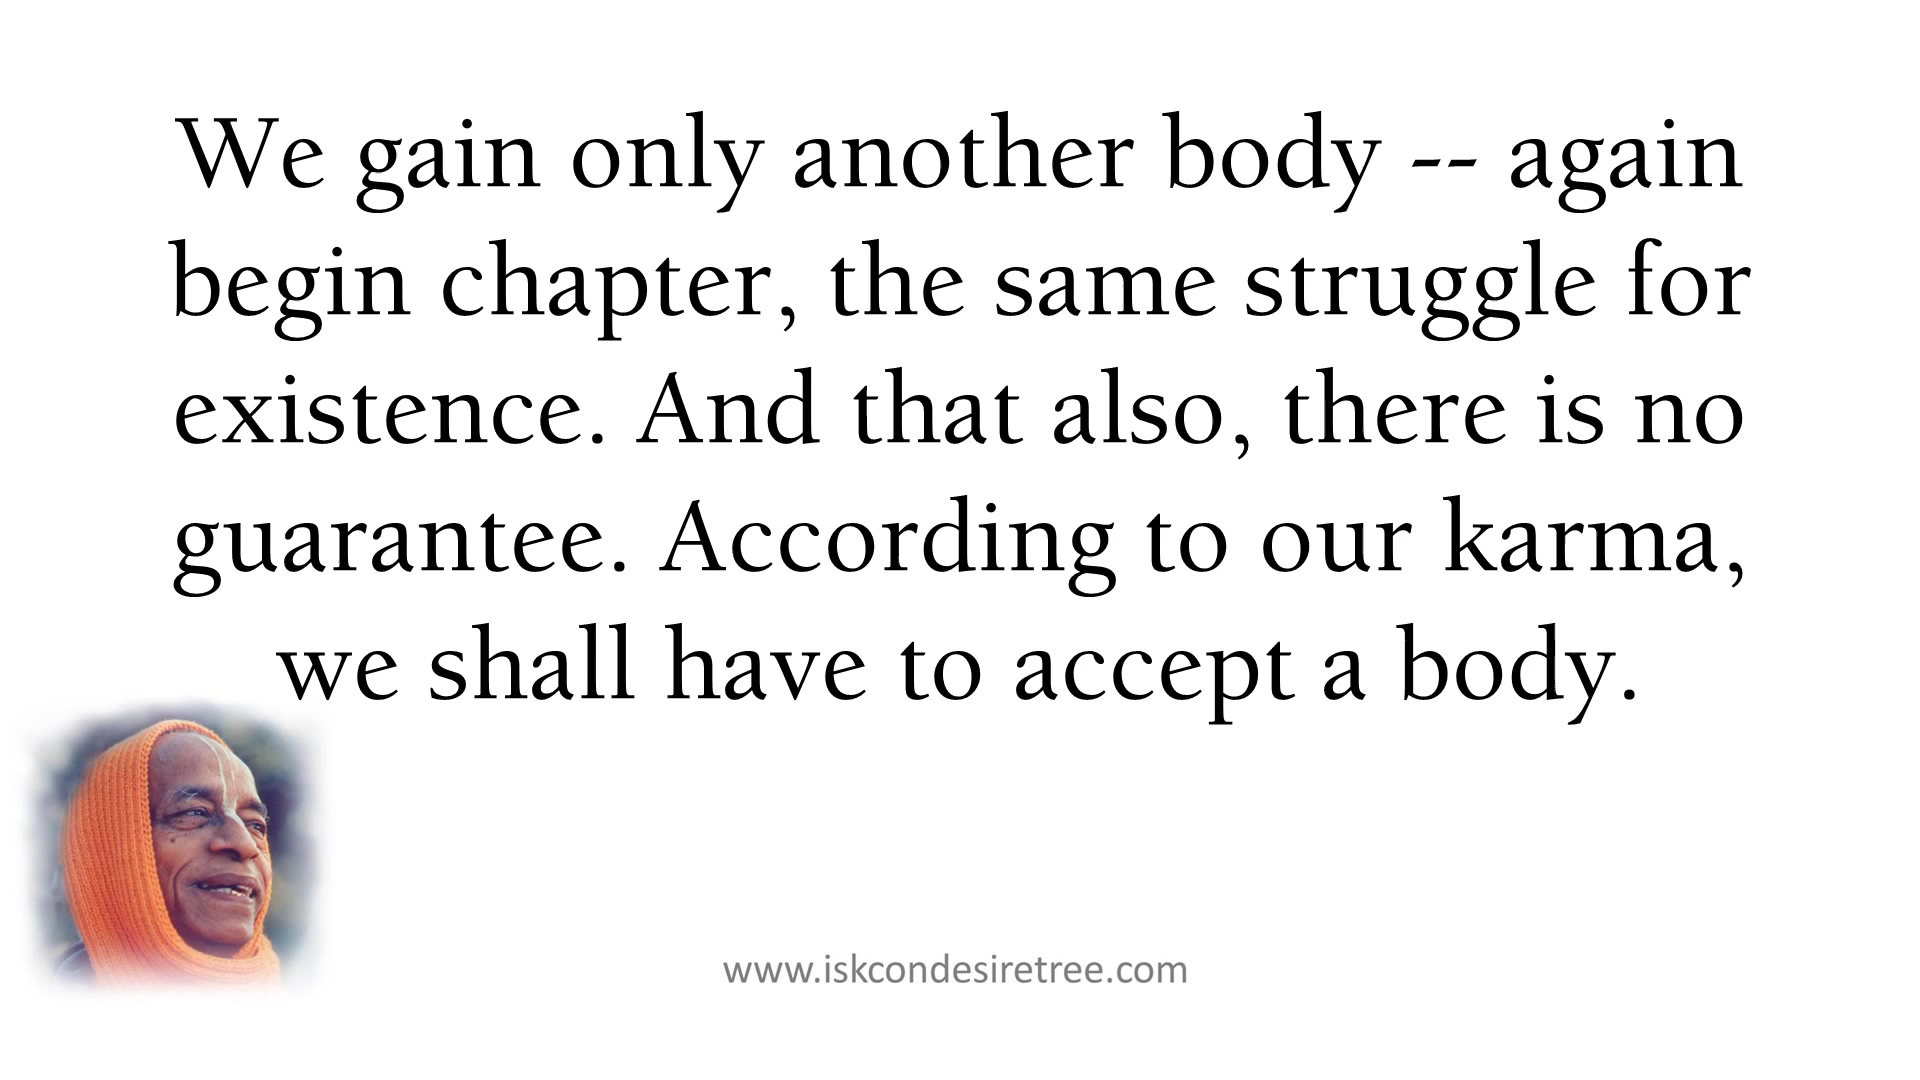 We gain only another body -- again
begin chapter, the same struggle for
existence. And that also, there is no
guarantee. According to our karma,
we shall have to accept a body.
www.iskcondesiretree.com